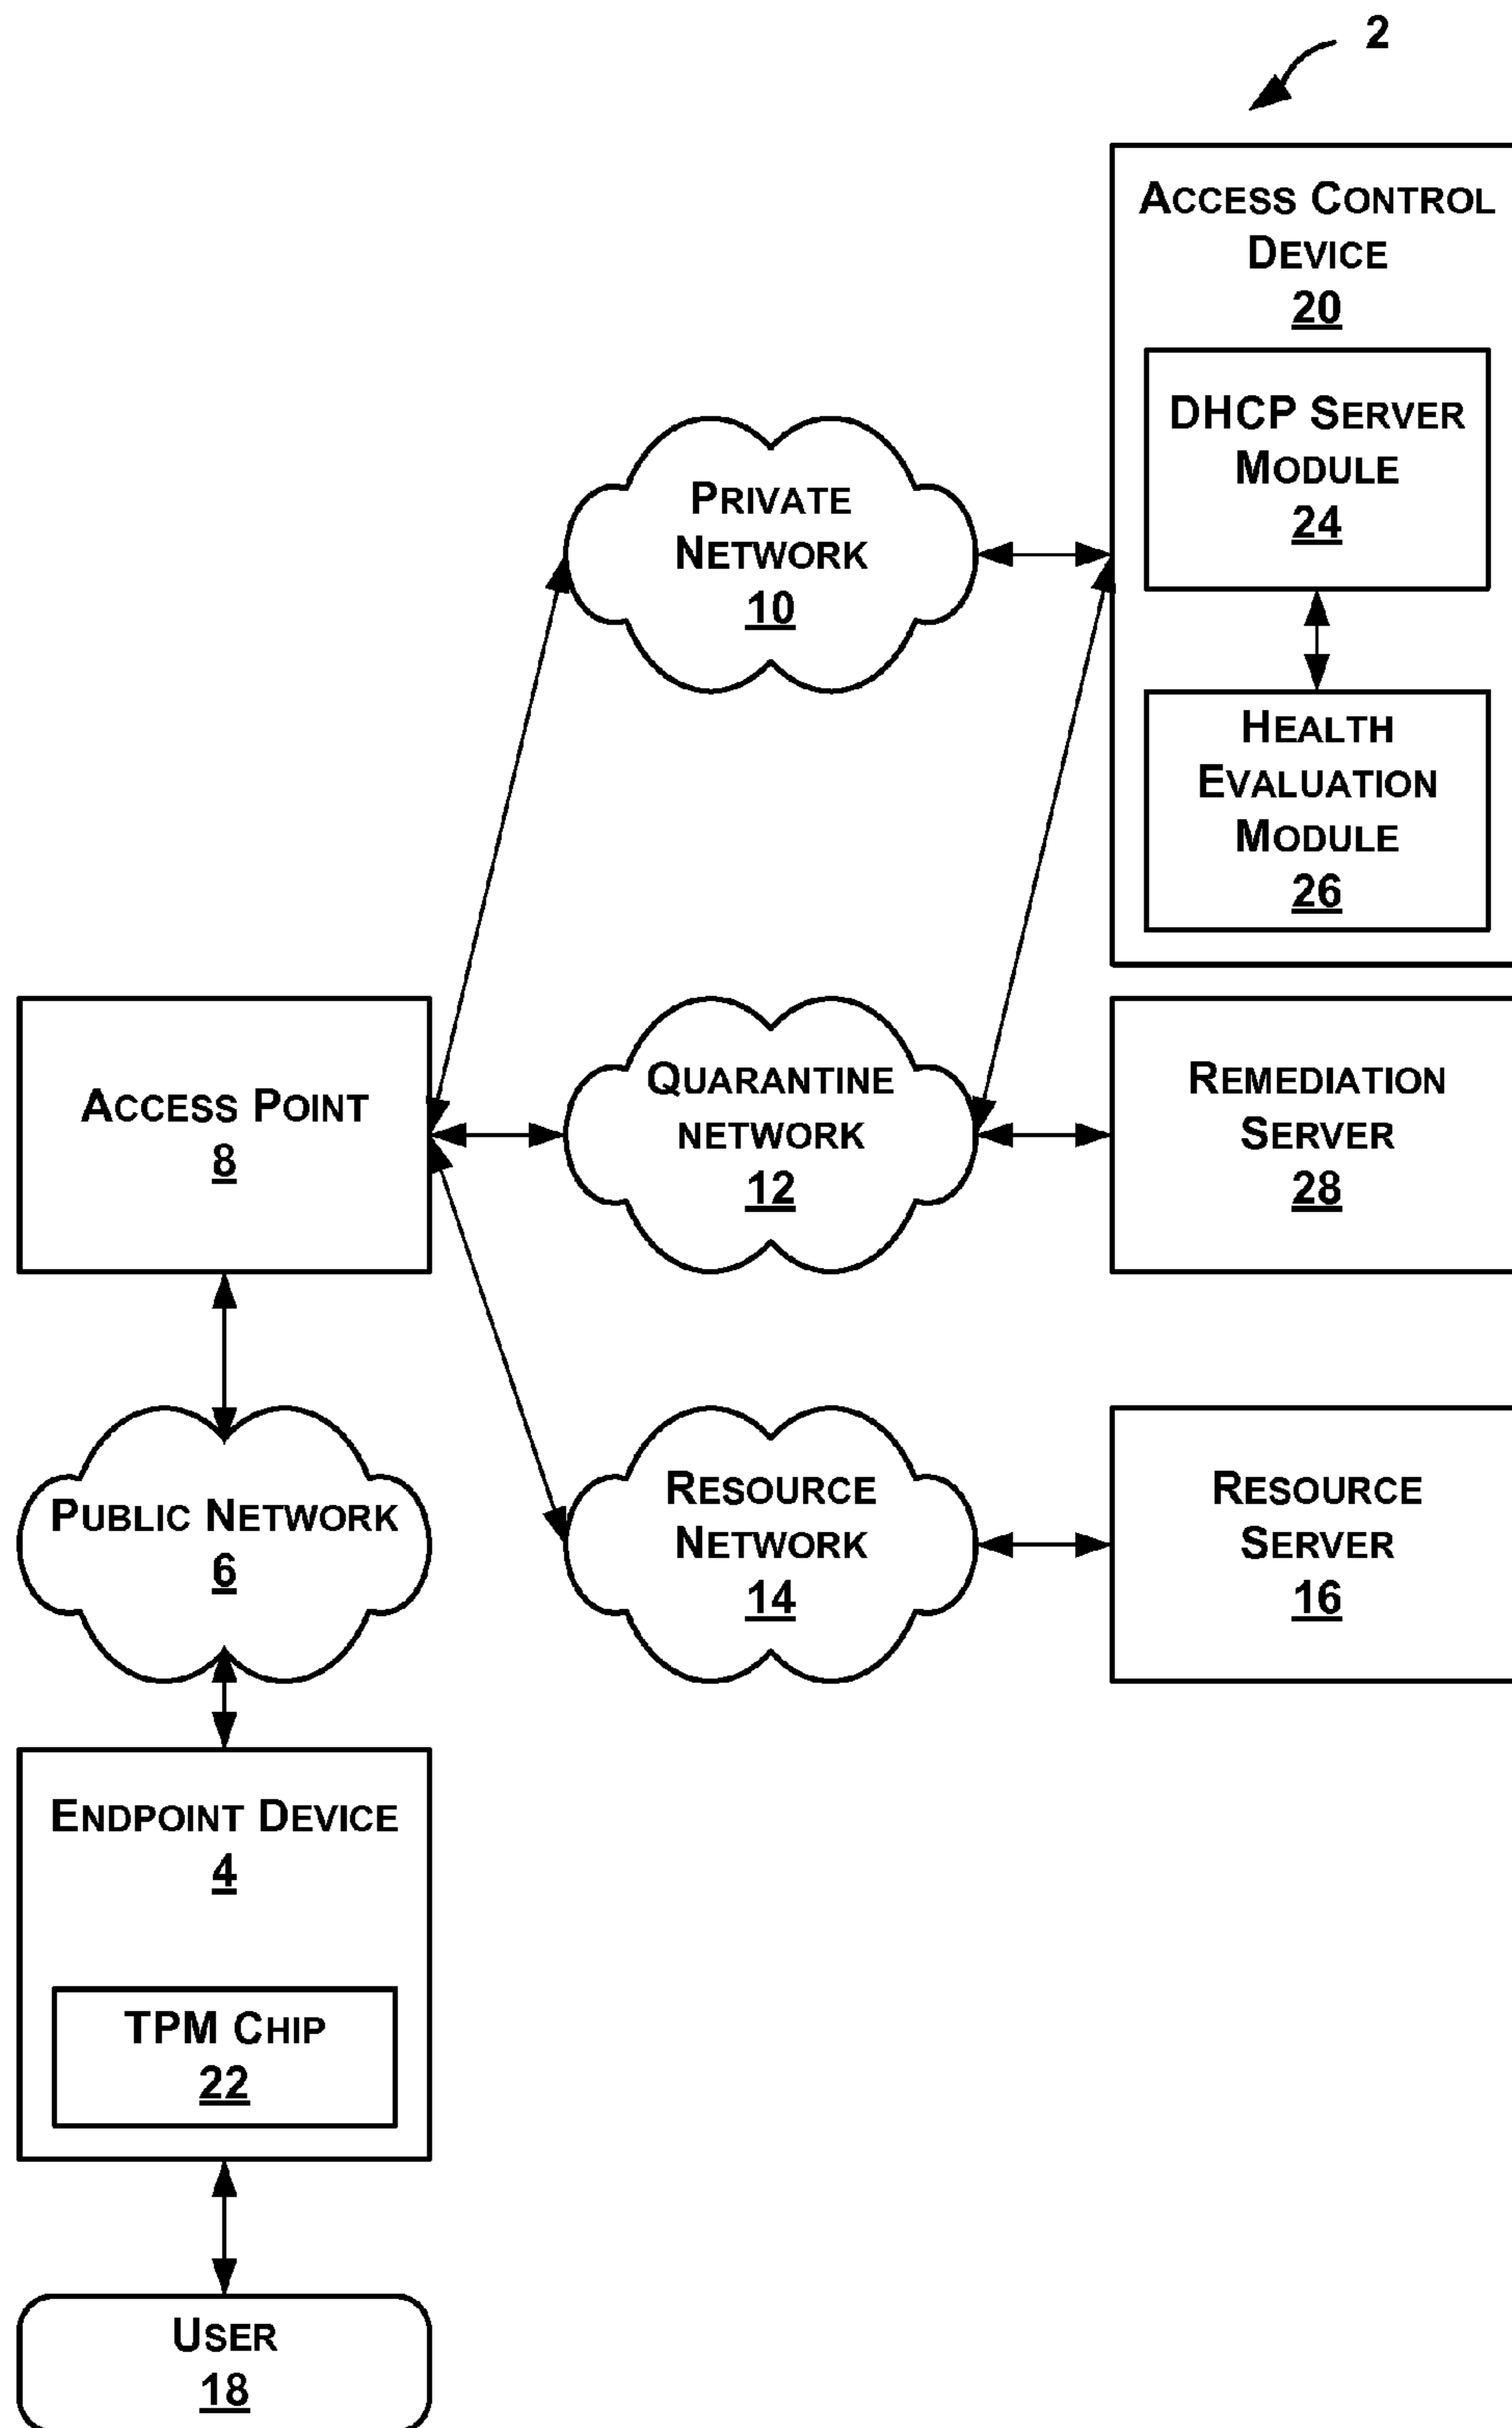 2
ACCESS CONTROL
DEVICE
20
DHCP SERVER
MODULE
24
HEALTH
EVALUATION
MODULE
26
PRIVATE
NETWORK
10
ACCESS POINT
8
QUARANTINE
NETWORK
12
REMEDIATION
SERVER
28
PUBLIC NETWORK
6
RESOURCE
NETWORK
14
RESOURCE
SERVER
16
ENDPOINT DEVICE
4
TPM CHIP
22
USER
18